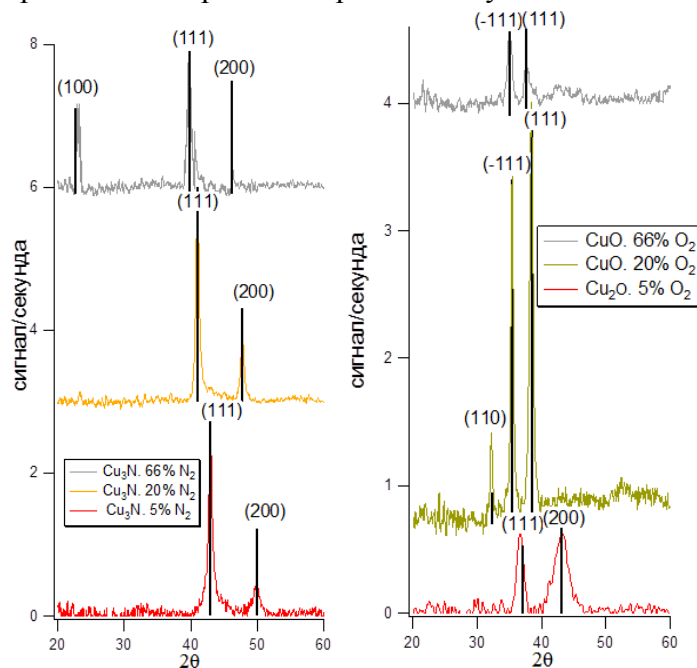 (111)
(200)
(100)
(111)
(200)
(111)
(200)
8
6
4
2
0
сигнал/секунда
Cu₃N. 66% N₂
Cu₃N. 20% N₂
Cu₃N. 5% N₂
20 30 40 50 60
2θ
(-111) (111)
(111)
(-111)
(110)
(111) (200)
4
3
2
1
0
сигнал/секунда
CuO. 66% O₂
CuO. 20% O₂
Cu₂O. 5% O₂
20 30 40 50 60
2θ